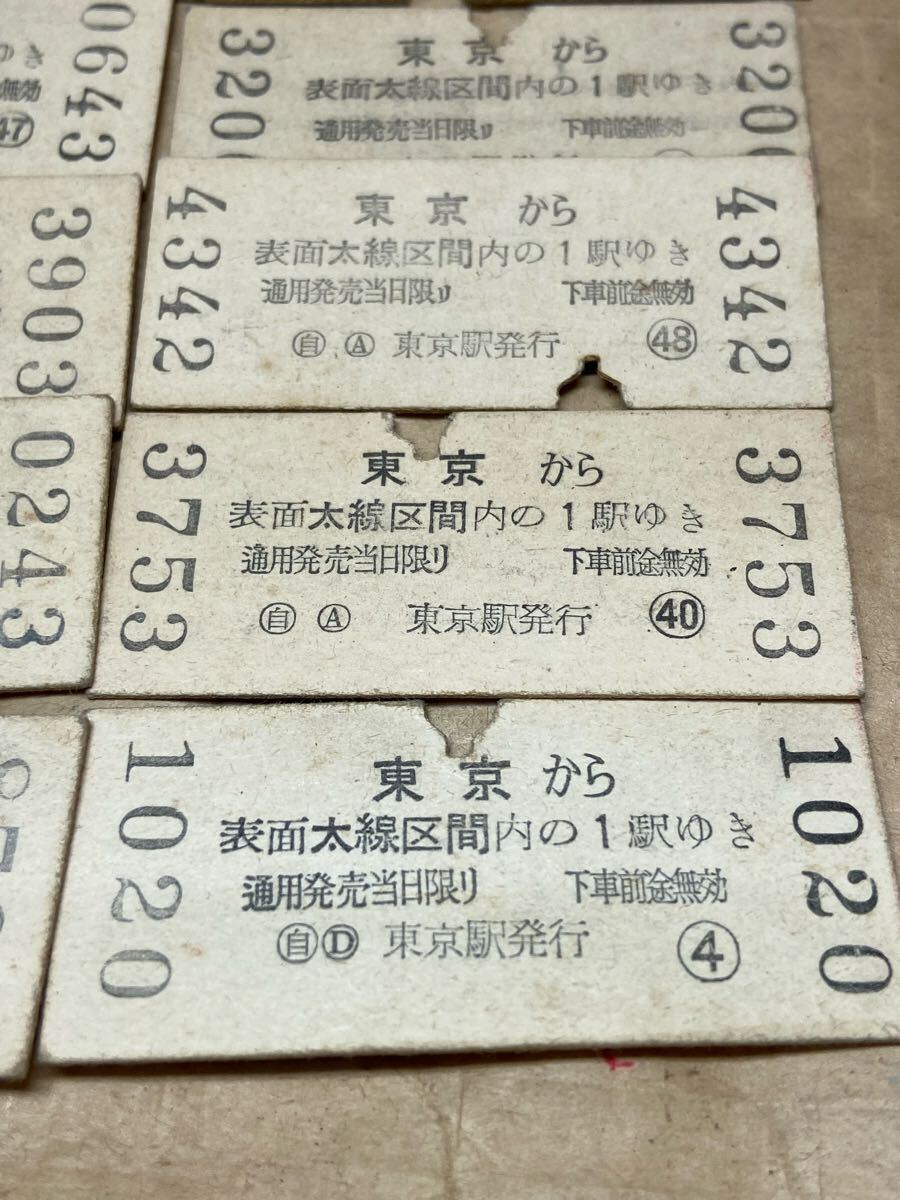 0643
ゆき
無効
47
3903
0243
320
東京から
表面太線区間内の1駅ゆき
通用発売当日限り 下車前途無効
320
4342
東京 から
表面太線区間内の1駅ゆき
通用発売当日限り 下車前途無効
自 A 東京駅発行 48
4342
3753
東京 から
表面太線区間内の1駅ゆき
通用発売当日限り 下車前途無効
自 A 東京駅発行 40
3753
1020
東京から
表面太線区間内の1駅ゆき
通用発売当日限り 下車前途無効
自 D 東京駅発行 4
1020